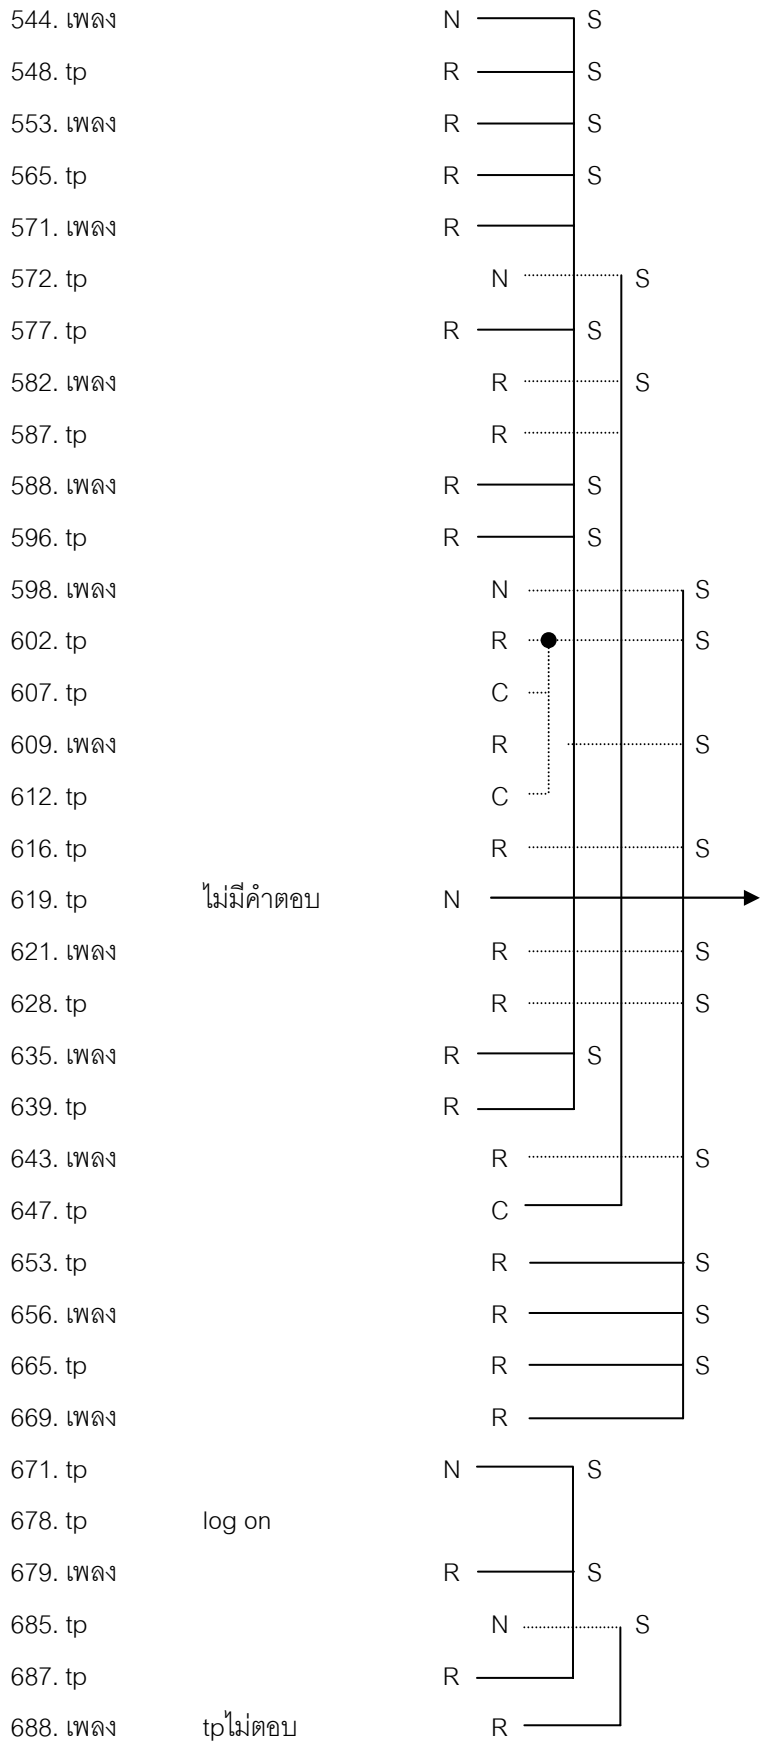 544. เพลง N S
548. tp R S
553. เพลง R S
565. tp R S
571. เพลง R
572. tp N S
577. tp R S
582. เพลง R S
587. tp R
588. เพลง R S
596. tp R S
598. เพลง N S
602. tp R S
607. tp C
609. เพลง R S
612. tp C
616. tp R S
619. tp ไม่มีคำตอบ N
621. เพลง R S
628. tp R S
635. เพลง R S
639. tp R
643. เพลง R S
647. tp C
653. tp R S
656. เพลง R S
665. tp R S
669. เพลง R
671. tp N S
678. tp log on
679. เพลง R S
685. tp N S
687. tp R
688. เพลง tpไม่ตอบ R